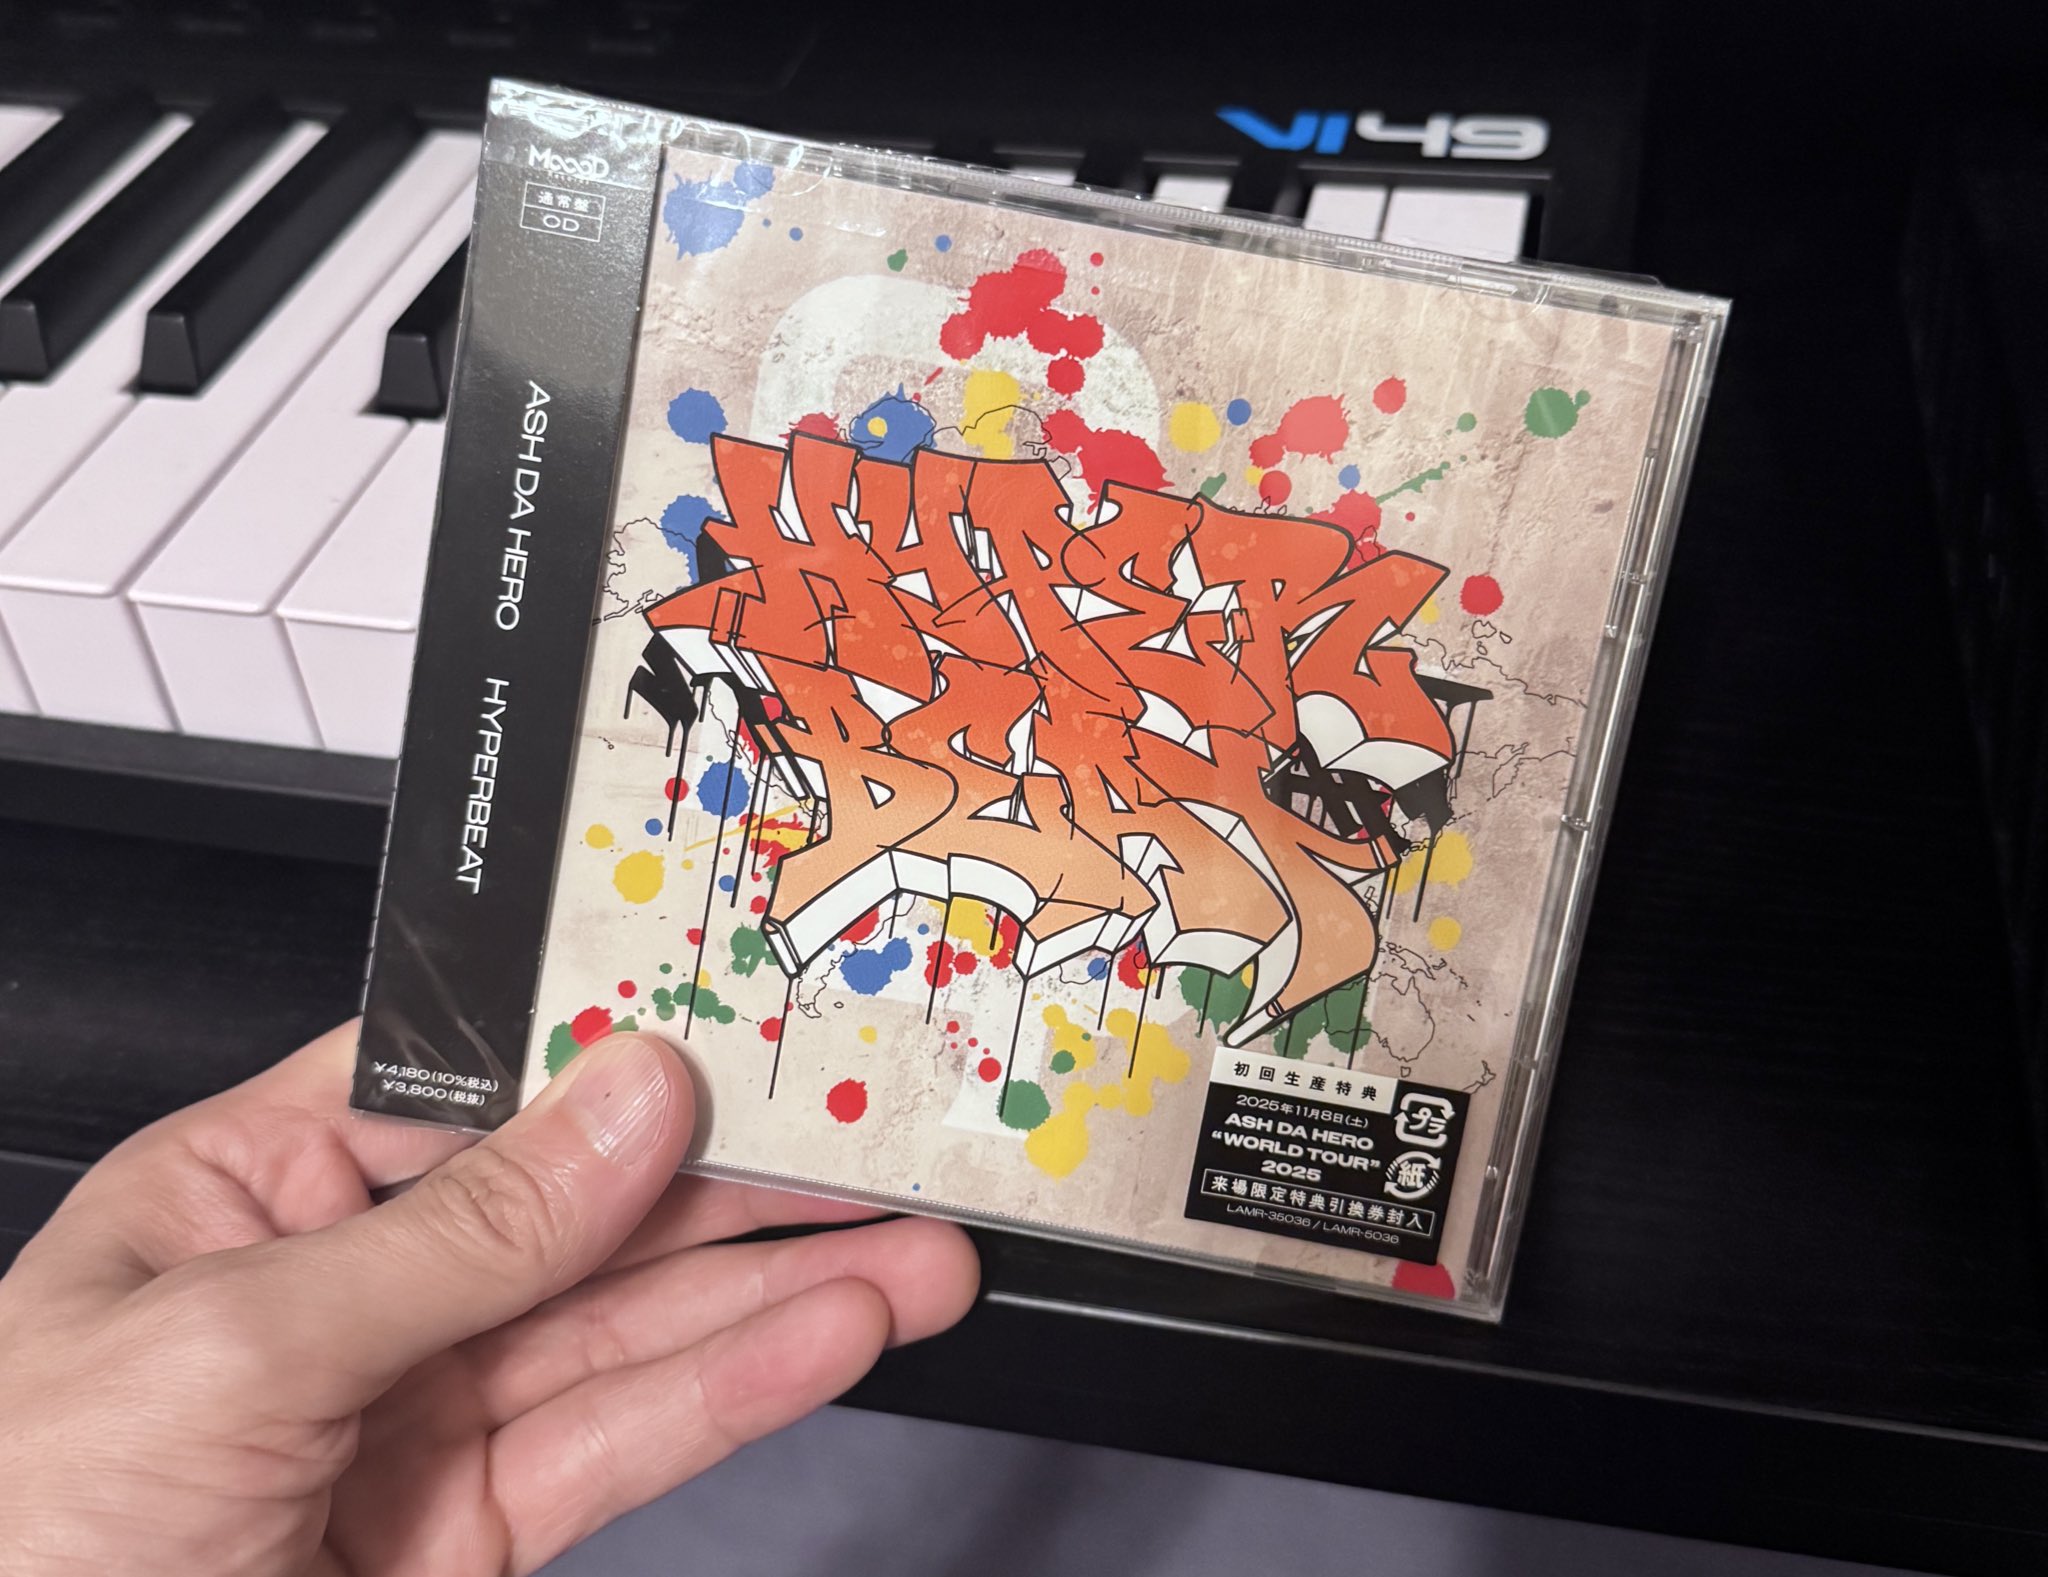 VI49
MoooD
通常盤
CD
ASH DA HERO HYPERBEAT
¥4,180(10%税込)
¥3,800(税抜)
HYPER
BEAT
初回生産特典
2025年11月8日(土)
ASH DA HERO
“WORLD TOUR”
2025
来場限定特典引換券封入
LAMR-35036 / LAMR-5036
プラ
紙